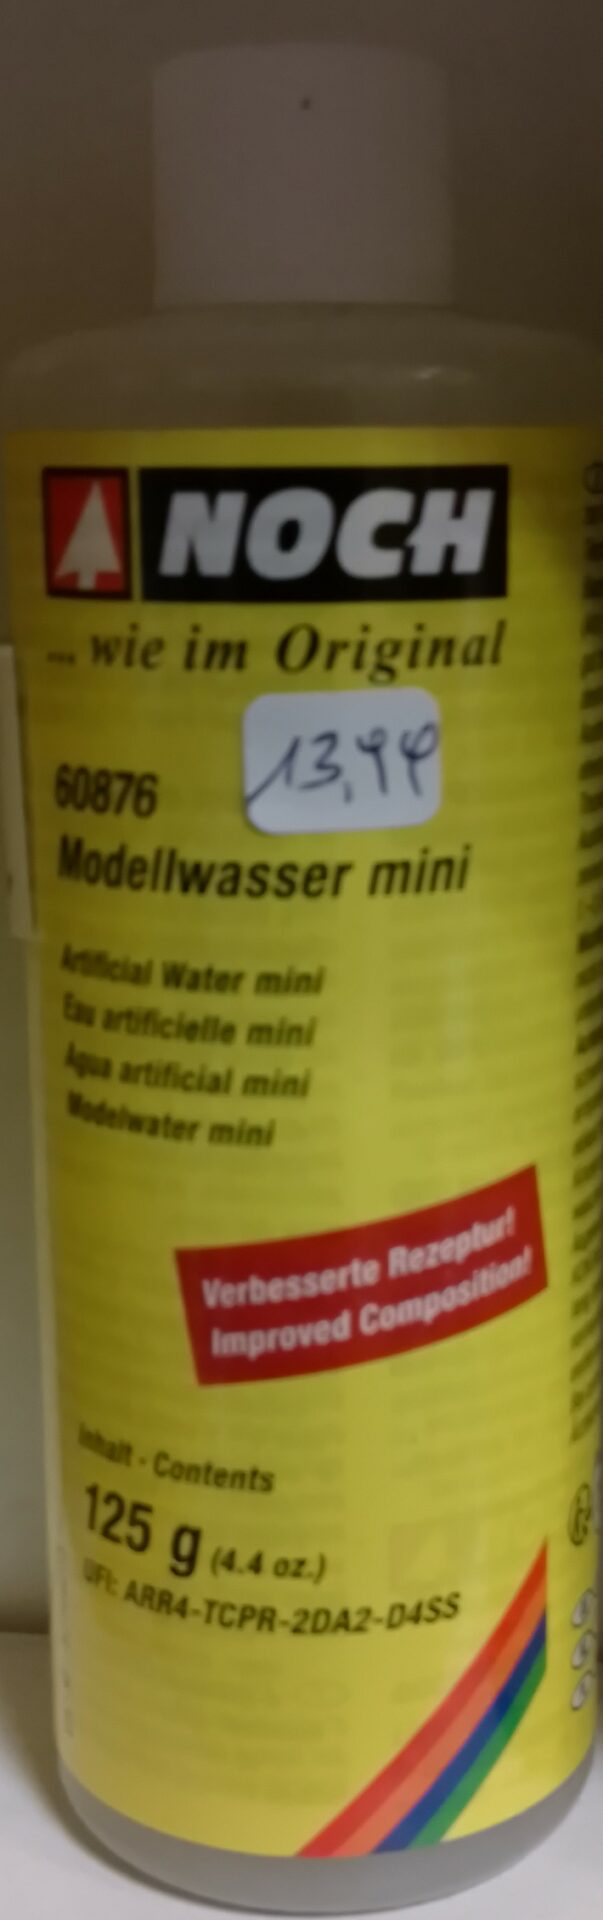 NOCH
... wie im Original
13,99
60876
Modellwasser mini
Artificial Water mini
Eau artificielle mini
Agua artificial mini
Modelwater mini
Verbesserte Rezeptur!
Improved Composition!
Inhalt - Contents
125 g (4.4 oz.)
UFI: ARR4-TCPR-2DA2-D4SS